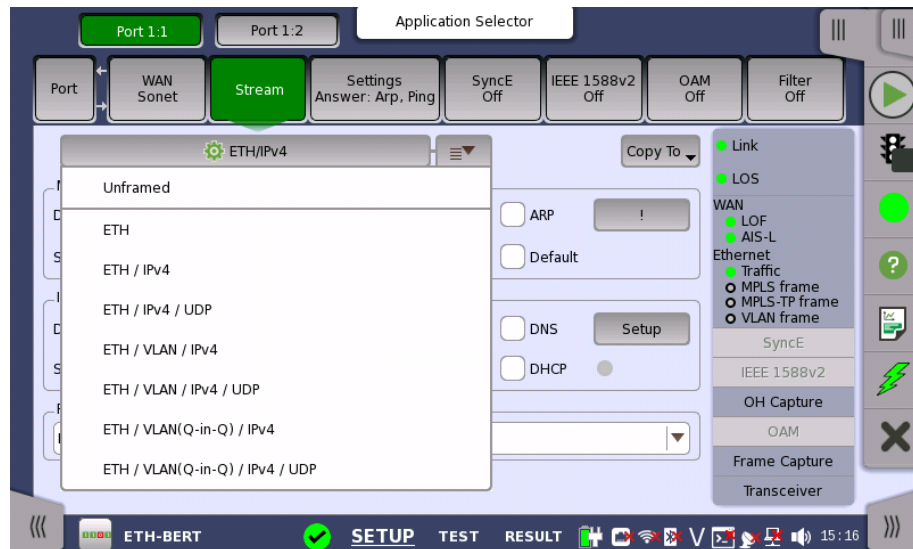 Application Selector
Port 1:1
Port 1:2
Port
WAN
Sonet
Stream
Settings
Answer: Arp, Ping
SyncE
Off
IEEE 1588v2
Off
OAM
Off
Filter
Off
ETH/IPv4
Copy To
Unframed
ETH
ETH / IPv4
ETH / IPv4 / UDP
ETH / VLAN / IPv4
ETH / VLAN / IPv4 / UDP
ETH / VLAN(Q-in-Q) / IPv4
ETH / VLAN(Q-in-Q) / IPv4 / UDP
ARP
!
Default
DNS
Setup
DHCP
Link
LOS
WAN
LOF
AIS-L
Ethernet
Traffic
MPLS frame
MPLS-TP frame
VLAN frame
SyncE
IEEE 1588v2
OH Capture
OAM
Frame Capture
Transceiver
?
ETH-BERT
SETUP
TEST
RESULT
V
15:16